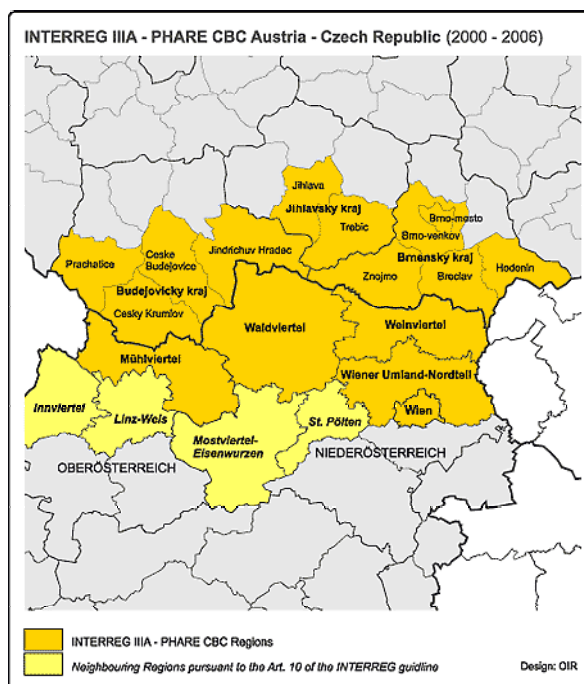 INTERREG IIIA - PHARE CBC Austria - Czech Republic (2000 - 2006)
Jihlava
Jihlavsky kraj
Trebic
Brno-mesto
Brno-venkov
Jindrichuv Hradec
Ceske
Budejovice
Prachatice
Brnensky kraj
Hodonin
Znojmo
Breclav
Budejovicky kraj
Cesky Krumlov
Waldviertel
Weinviertel
Mühlviertel
Wiener Umland-Nordteil
Innviertel
Linz-Wels
Wien
St. Pölten
Mostviertel-
Eisenwurzen
NIEDERÖSTERREICH
OBERÖSTERREICH
INTERREG IIIA - PHARE CBC Regions
Neighbouring Regions pursuant to the Art. 10 of the INTERREG guidline
Design: OIR